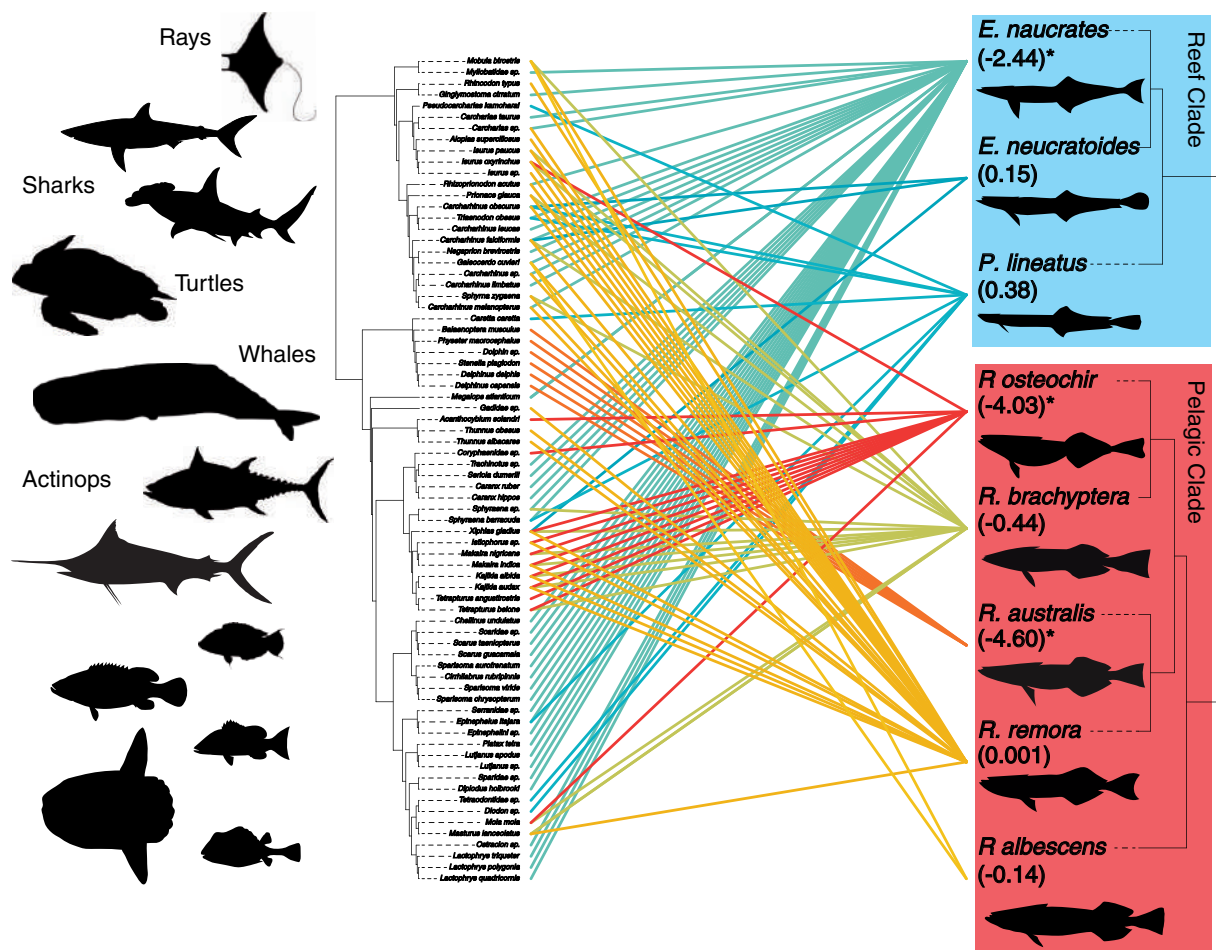 Rays
Sharks
Turtles
Whales
Actinops
Mobula birostris
Myliobatidae sp.
Rhincodon typus
Ginglymostoma cirratum
Pseudocarcharias kamoharai
Carcharias taurus
Carcharias sp.
Alopias superciliosus
Isurus paucus
Isurus oxyrinchus
Isurus sp.
Rhizoprionodon acutus
Prionace glauca
Carcharhinus obscurus
Triaenodon obesus
Carcharhinus leucas
Carcharhinus falciformis
Negaprion brevirostris
Galeocerdo cuvieri
Carcharhinus sp.
Carcharhinus limbatus
Sphyrna zygaena
Carcharhinus melanopterus
Caretta caretta
Balaenoptera musculus
Physeter macrocephalus
Dolphin sp.
Stenella plagiodon
Delphinus delphis
Delphinus capensis
Megalops atlanticum
Gadidae sp.
Acanthocybium solandri
Thunnus obesus
Thunnus albacares
Coryphaenidae sp.
Trachinotus sp.
Seriola dumerili
Caranx ruber
Caranx hippos
Sphyraena sp.
Sphyraena barracuda
Xiphias gladius
Istiophorus sp.
Makaira nigricans
Makaira indica
Kajikia albida
Kajikia audax
Tetrapturus angustirostris
Tetrapturus belone
Cheilinus undulatus
Scaridae sp.
Scarus taeniopterus
Scarus guacamaia
Sparisoma aurofrenatum
Cirrhilabrus rubripinnis
Sparisoma viride
Sparisoma chrysopterum
Serranidae sp.
Epinephelus itajara
Epinephelini sp.
Platax teira
Lutjanus apodus
Lutjanus sp.
Sparidae sp.
Diplodus holbrooki
Tetraodontidae sp.
Diodon sp.
Mola mola
Masturus lanceolatus
Ostracion sp.
Lactophrys triqueter
Lactophrys polygonia
Lactophrys quadricornis
E. naucrates
(-2.44)*
E. neucratoides
(0.15)
P. lineatus
(0.38)
Reef Clade
R osteochir
(-4.03)*
R. brachyptera
(-0.44)
R. australis
(-4.60)*
R. remora
(0.001)
R albescens
(-0.14)
Pelagic Clade